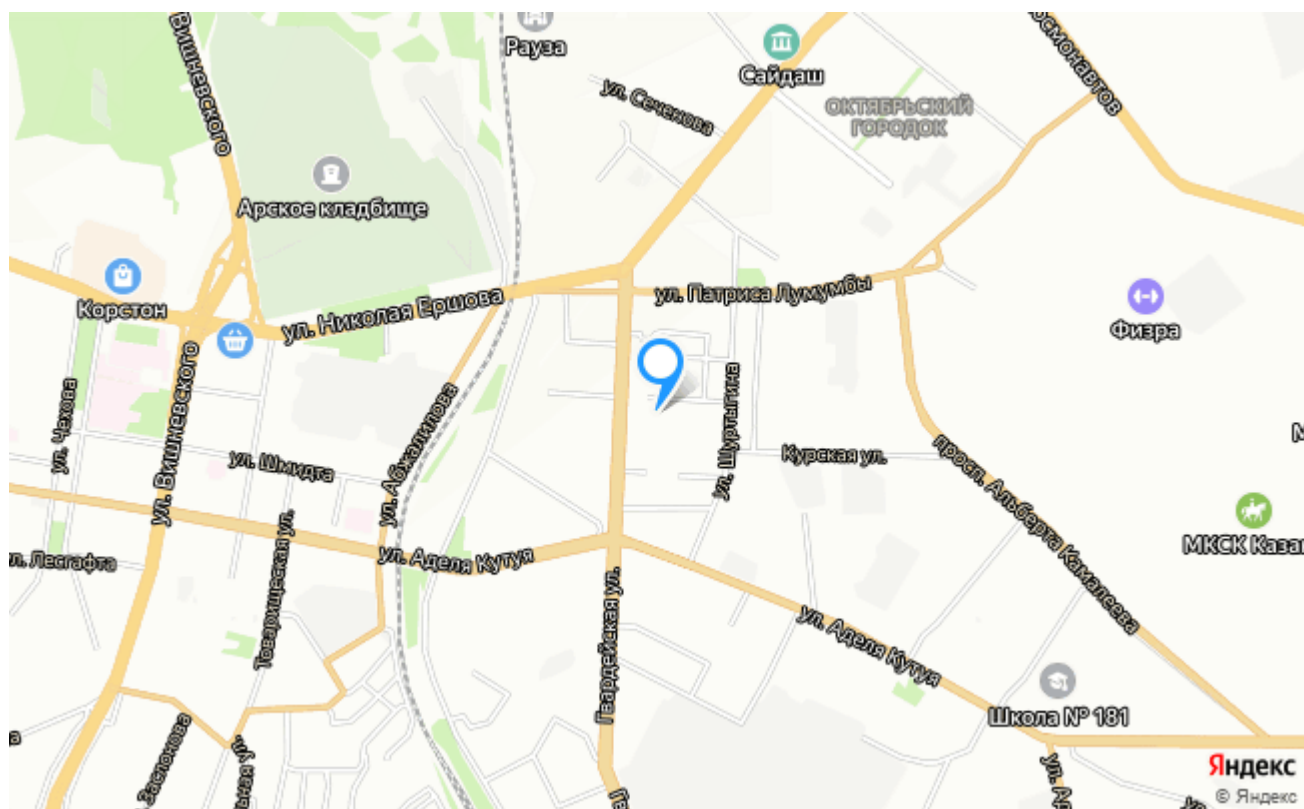 Вишневского
Рауза
Сайдаш
ул. Сеченова
ОКТЯБРЬСКИЙ
ГОРОДОК
Арское кладбище
Корстон
ул. Николая Ершова
ул. Патриса Лумумбы
Физра
ул. Чехова
ул. Вишневского
ул. Абжалилова
ул. Шуртыгина
ул. Шмидта
Курская ул.
просп. Альберта Камалеева
МКСК Казан
ул. Аделя Кутуя
л. Лесгафта
Товарищеская ул.
Гвардейская ул.
ул. Аделя Кутуя
Школа № 181
Заслонова
Яндекс
© Яндекс